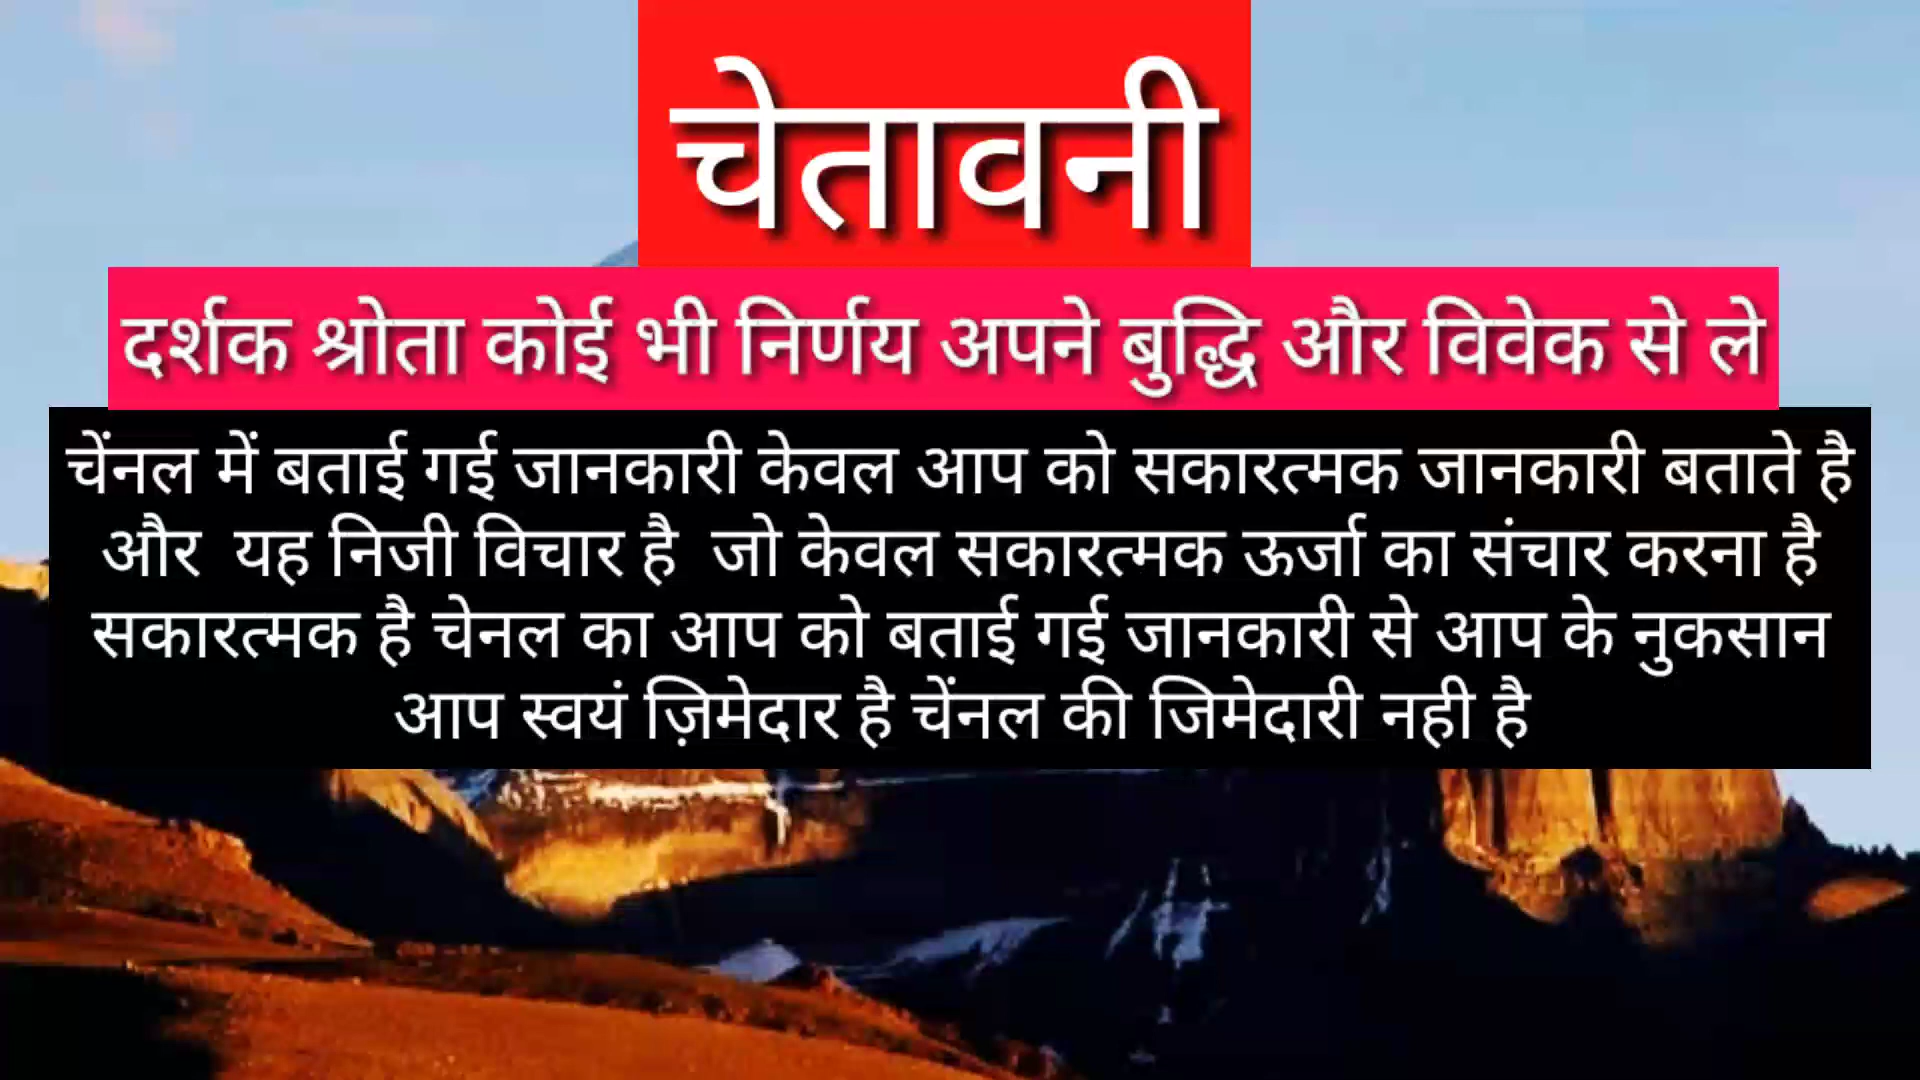 चेतावनी
दर्शक श्रोता कोई भी निर्णय अपने बुद्धि और विवेक से ले
चेंनल में बताई गई जानकारी केवल आप को सकारत्मक जानकारी बताते है
और यह निजी विचार है जो केवल सकारत्मक ऊर्जा का संचार करना है
सकारत्मक है चेनल का आप को बताई गई जानकारी से आप के नुकसान
आप स्वयं ज़िमेदार है चेंनल की जिमेदारी नही है